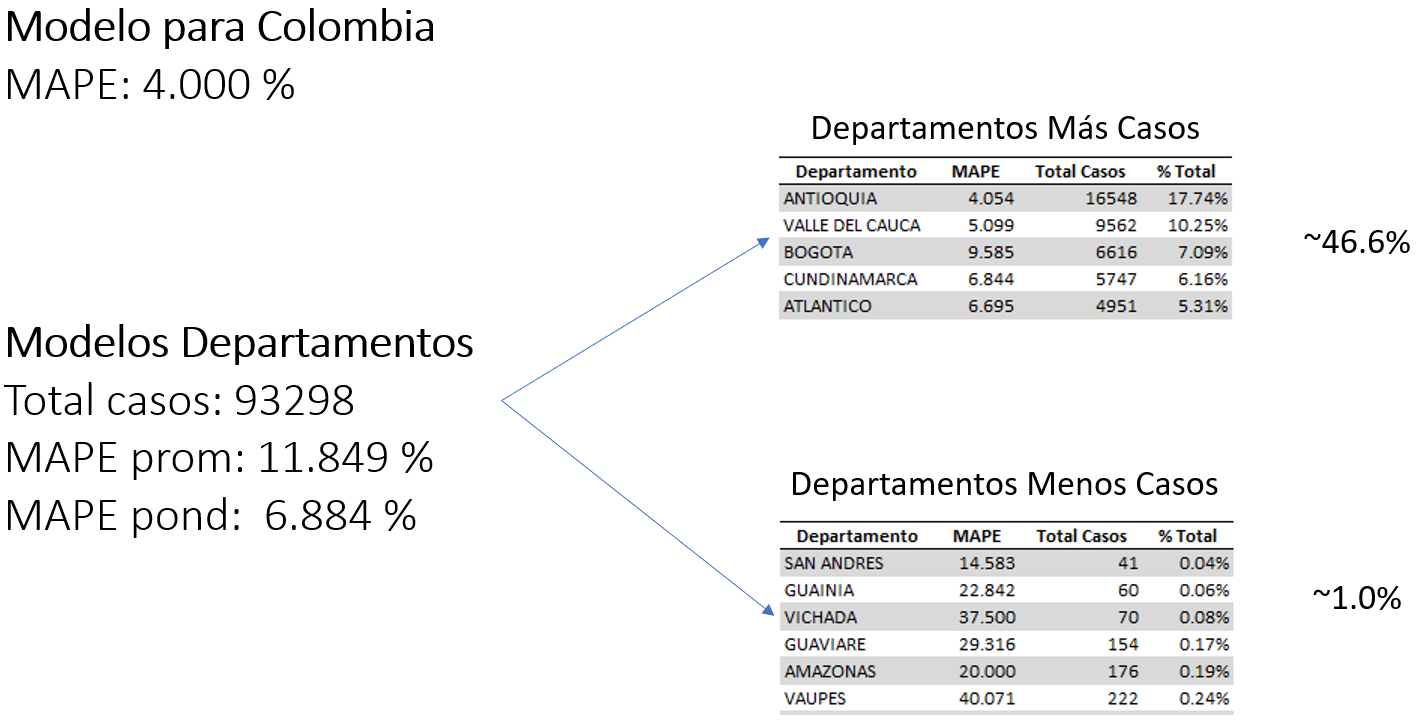 Modelo para Colombia
MAPE: 4.000 %
Departamentos Más Casos
Departamento MAPE Total Casos % Total
ANTIOQUIA 4.054 16548 17.74%
VALLE DEL CAUCA 5.099 9562 10.25%
BOGOTA 9.585 6616 7.09%
CUNDINAMARCA 6.844 5747 6.16%
ATLANTICO 6.695 4951 5.31%
~46.6%
Modelos Departamentos
Total casos: 93298
MAPE prom: 11.849 %
MAPE pond: 6.884 %
Departamentos Menos Casos
Departamento MAPE Total Casos % Total
SAN ANDRES 14.583 41 0.04%
GUAINIA 22.842 60 0.06%
VICHADA 37.500 70 0.08%
GUAVIARE 29.316 154 0.17%
AMAZONAS 20.000 176 0.19%
VAUPES 40.071 222 0.24%
~1.0%